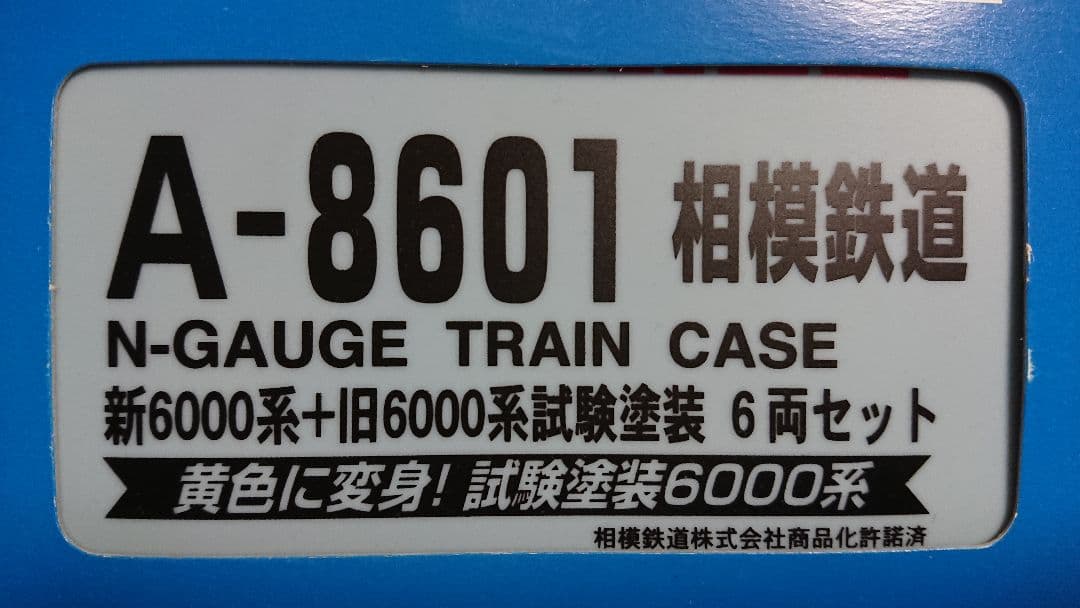 A-8601 相模鉄道
N-GAUGE TRAIN CASE
新6000系+旧6000系試験塗装 6両セット
黄色に変身!試験塗装6000系
相模鉄道株式会社商品化許諾済